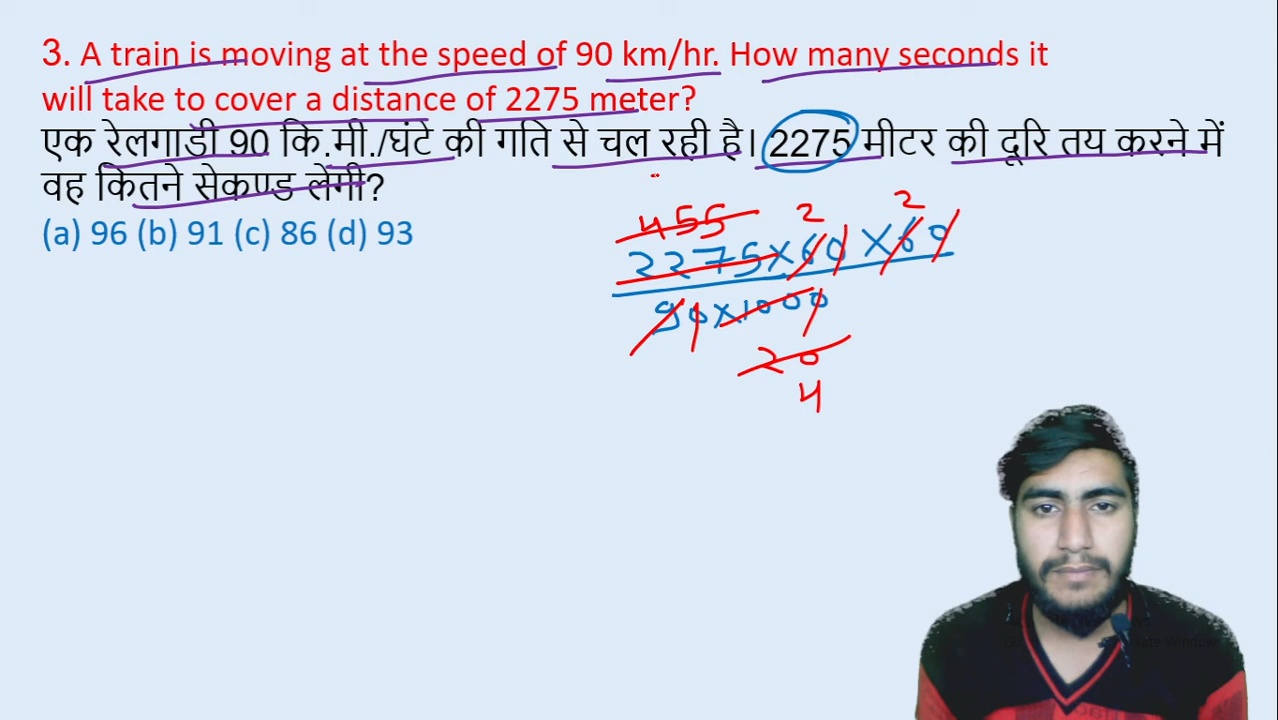 3. A train is moving at the speed of 90 km/hr. How many seconds it
will take to cover a distance of 2275 meter?
एक रेलगाडी 90 कि.मी./घंटे की गति से चल रही है। 2275 मीटर की दूरि तय करने में
वह कितने सेकण्ड लेगी?
(a) 96 (b) 91 (c) 86 (d) 93
455 2 2
2275×60×60
90×1000
20
4